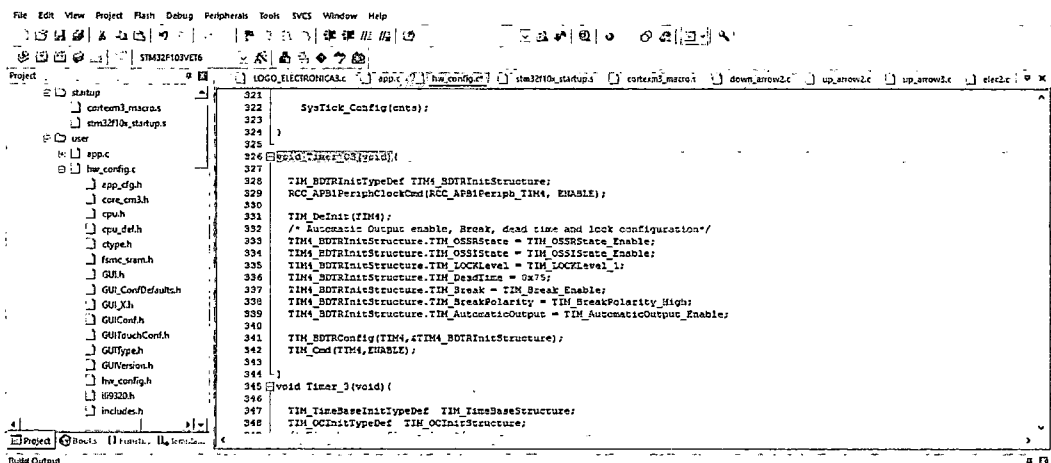 File Edit View Project Flash Debug Peripherals Tools SVCS Window Help
STM32F103VET6
Project
LOGO_ELECTRONICA3.c app.c hw_config.c* stm32f10x_startup.s cortexm3_macro.s down_arrow2.c up_arrow2.c up_arrow3.c elec2.c
startup
cortexm3_macro.s
stm32f10x_startup.s
user
app.c
hw_config.c
app_cfg.h
core_cm3.h
cpu.h
cpu_def.h
ctype.h
fsmc_sram.h
GUI.h
GUI_ConfDefaults.h
GUI_X.h
GUIConf.h
GUITouchConf.h
GUIType.h
GUIVersion.h
hw_config.h
ili9320.h
includes.h
Project Books
321
322 SysTick_Config(cnts);
323
324 }
325
326 void Timer_03(void){
327
328 TIM_BDTRInitTypeDef TIM4_BDTRInitStructure;
329 RCC_APB1PeriphClockCmd(RCC_APB1Periph_TIM4, ENABLE);
330
331 TIM_DeInit(TIM4);
332 /* Automatic Output enable, Break, dead time and lock configuration*/
333 TIM4_BDTRInitStructure.TIM_OSSRState = TIM_OSSRState_Enable;
334 TIM4_BDTRInitStructure.TIM_OSSIState = TIM_OSSIState_Enable;
335 TIM4_BDTRInitStructure.TIM_LOCKLevel = TIM_LOCKLevel_1;
336 TIM4_BDTRInitStructure.TIM_DeadTime = 0x75;
337 TIM4_BDTRInitStructure.TIM_Break = TIM_Break_Enable;
338 TIM4_BDTRInitStructure.TIM_BreakPolarity = TIM_BreakPolarity_High;
339 TIM4_BDTRInitStructure.TIM_AutomaticOutput = TIM_AutomaticOutput_Enable;
340
341 TIM_BDTRConfig(TIM4,&TIM4_BDTRInitStructure);
342 TIM_Cmd(TIM4,ENABLE);
343
344 }
345 void Timer_3(void){
346
347 TIM_TimeBaseInitTypeDef TIM_TimeBaseStructure;
348 TIM_OCInitTypeDef TIM_OCInitStructure;
Build Output